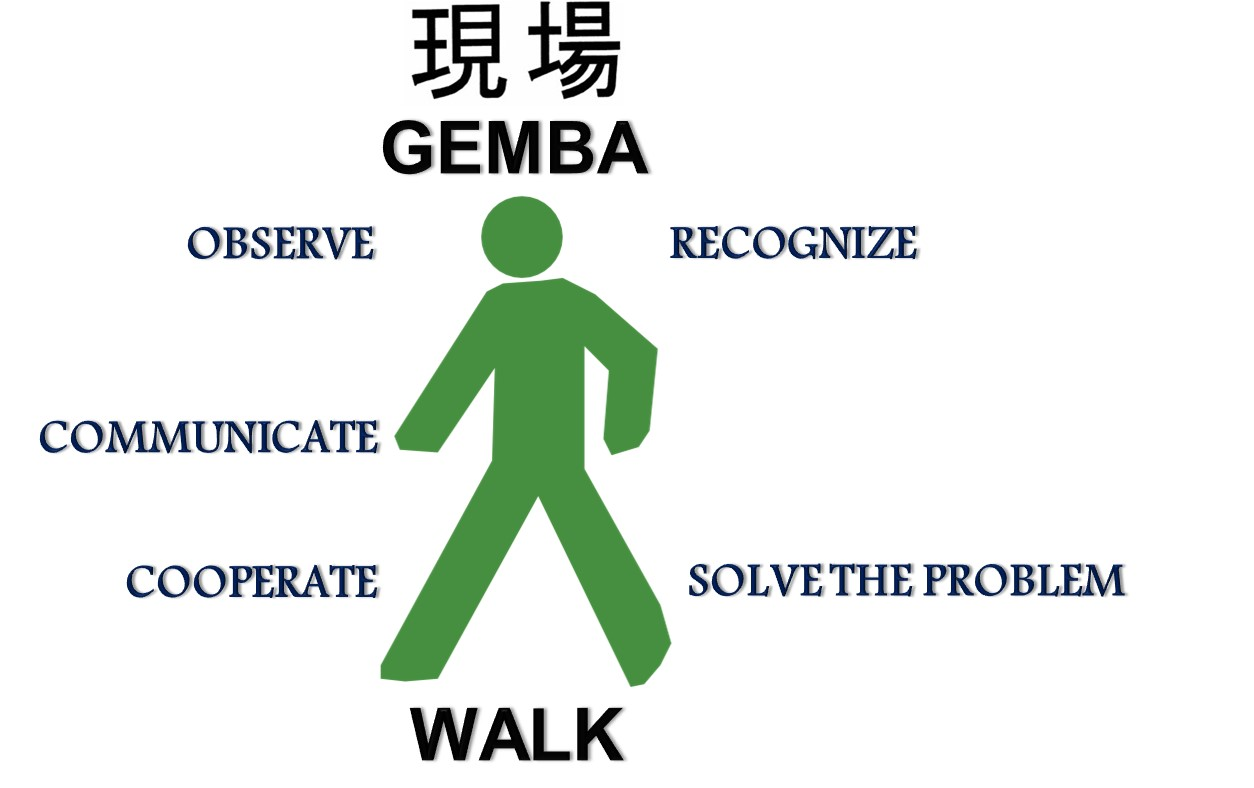 現場
GEMBA
OBSERVE
RECOGNIZE
COMMUNICATE
COOPERATE
SOLVE THE PROBLEM
WALK